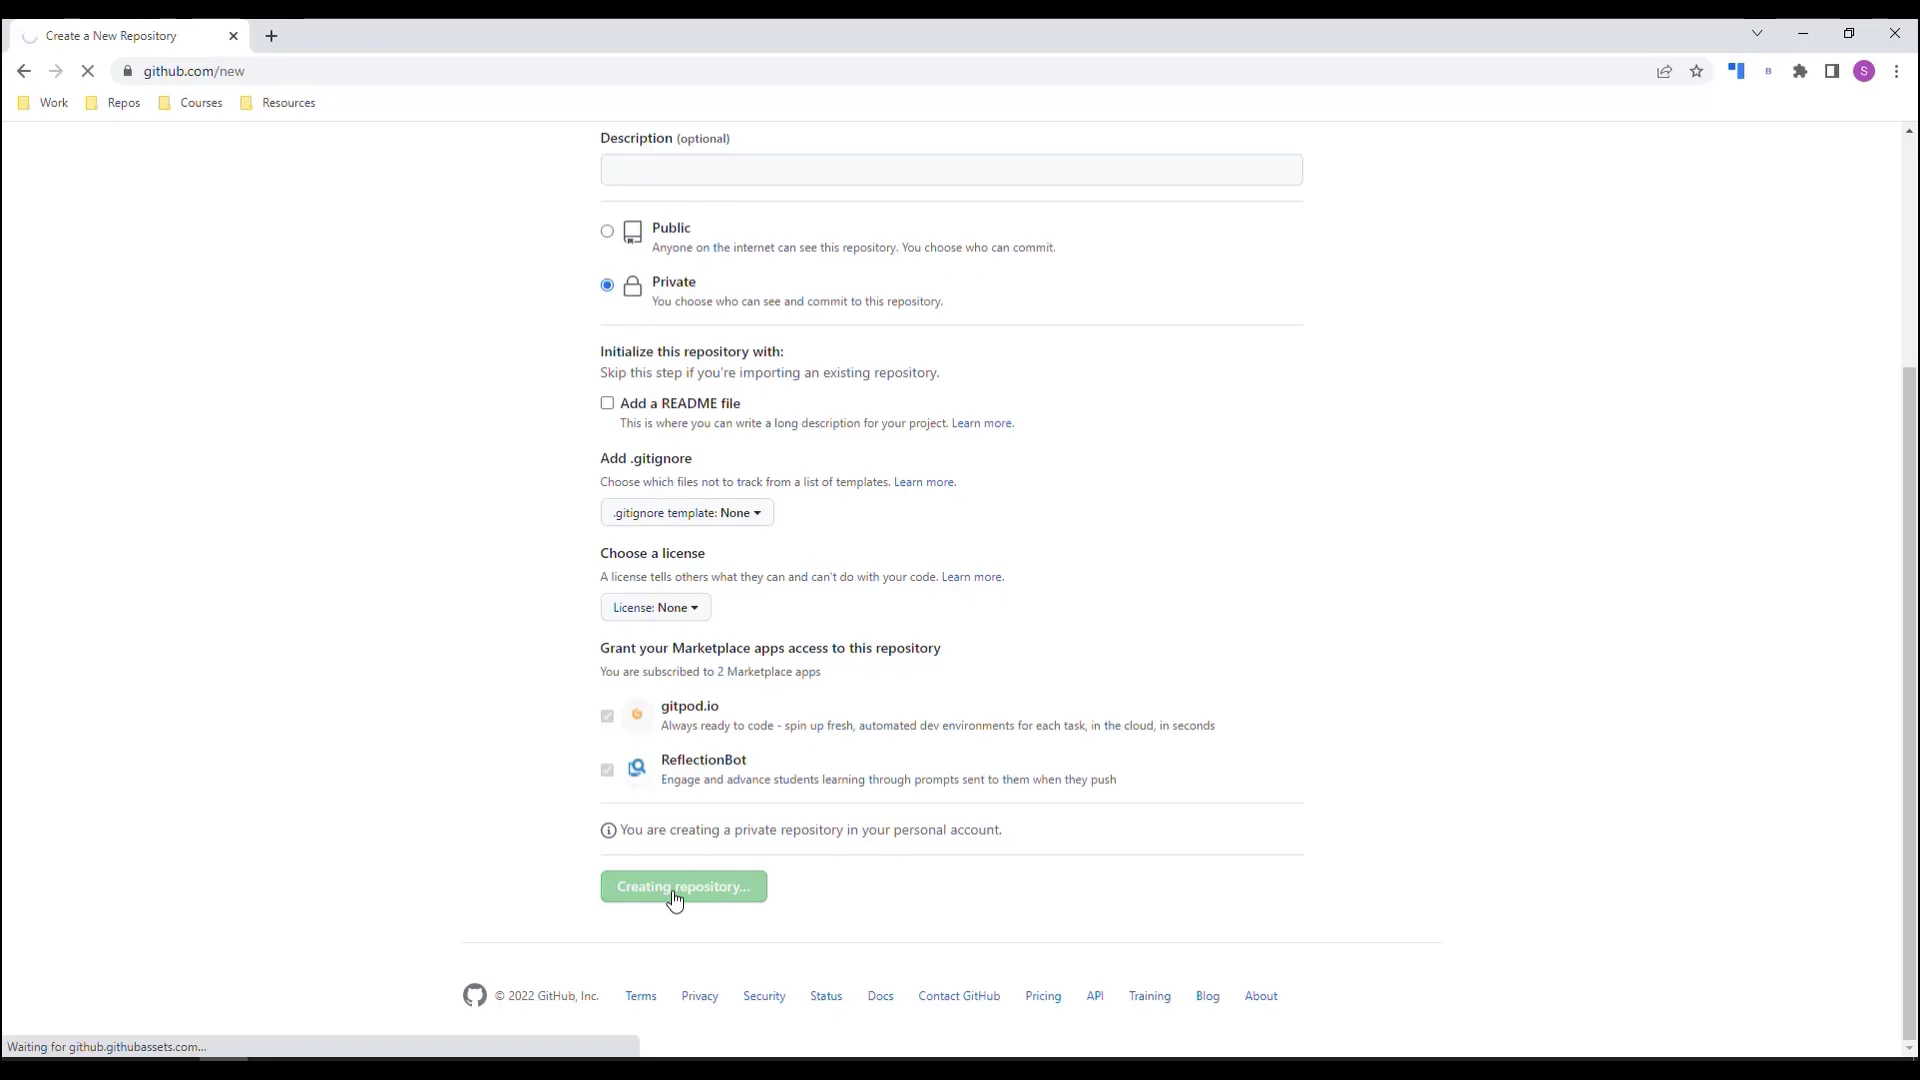 Create a New Repository
github.com/new
B
S
Work
Repos
Courses
Resources
Description (optional)
Public
Anyone on the internet can see this repository. You choose who can commit.
Private
You choose who can see and commit to this repository.
Initialize this repository with:
Skip this step if you're importing an existing repository.
Add a README file
This is where you can write a long description for your project. Learn more.
Add .gitignore
Choose which files not to track from a list of templates. Learn more.
.gitignore template: None
Choose a license
A license tells others what they can and can't do with your code. Learn more.
License: None
Grant your Marketplace apps access to this repository
You are subscribed to 2 Marketplace apps
gitpod.io
Always ready to code - spin up fresh, automated dev environments for each task, in the cloud, in seconds
ReflectionBot
Engage and advance students learning through prompts sent to them when they push
You are creating a private repository in your personal account.
Creating repository...
© 2022 GitHub, Inc.
Terms
Privacy
Security
Status
Docs
Contact GitHub
Pricing
API
Training
Blog
About
Waiting for github.githubassets.com...